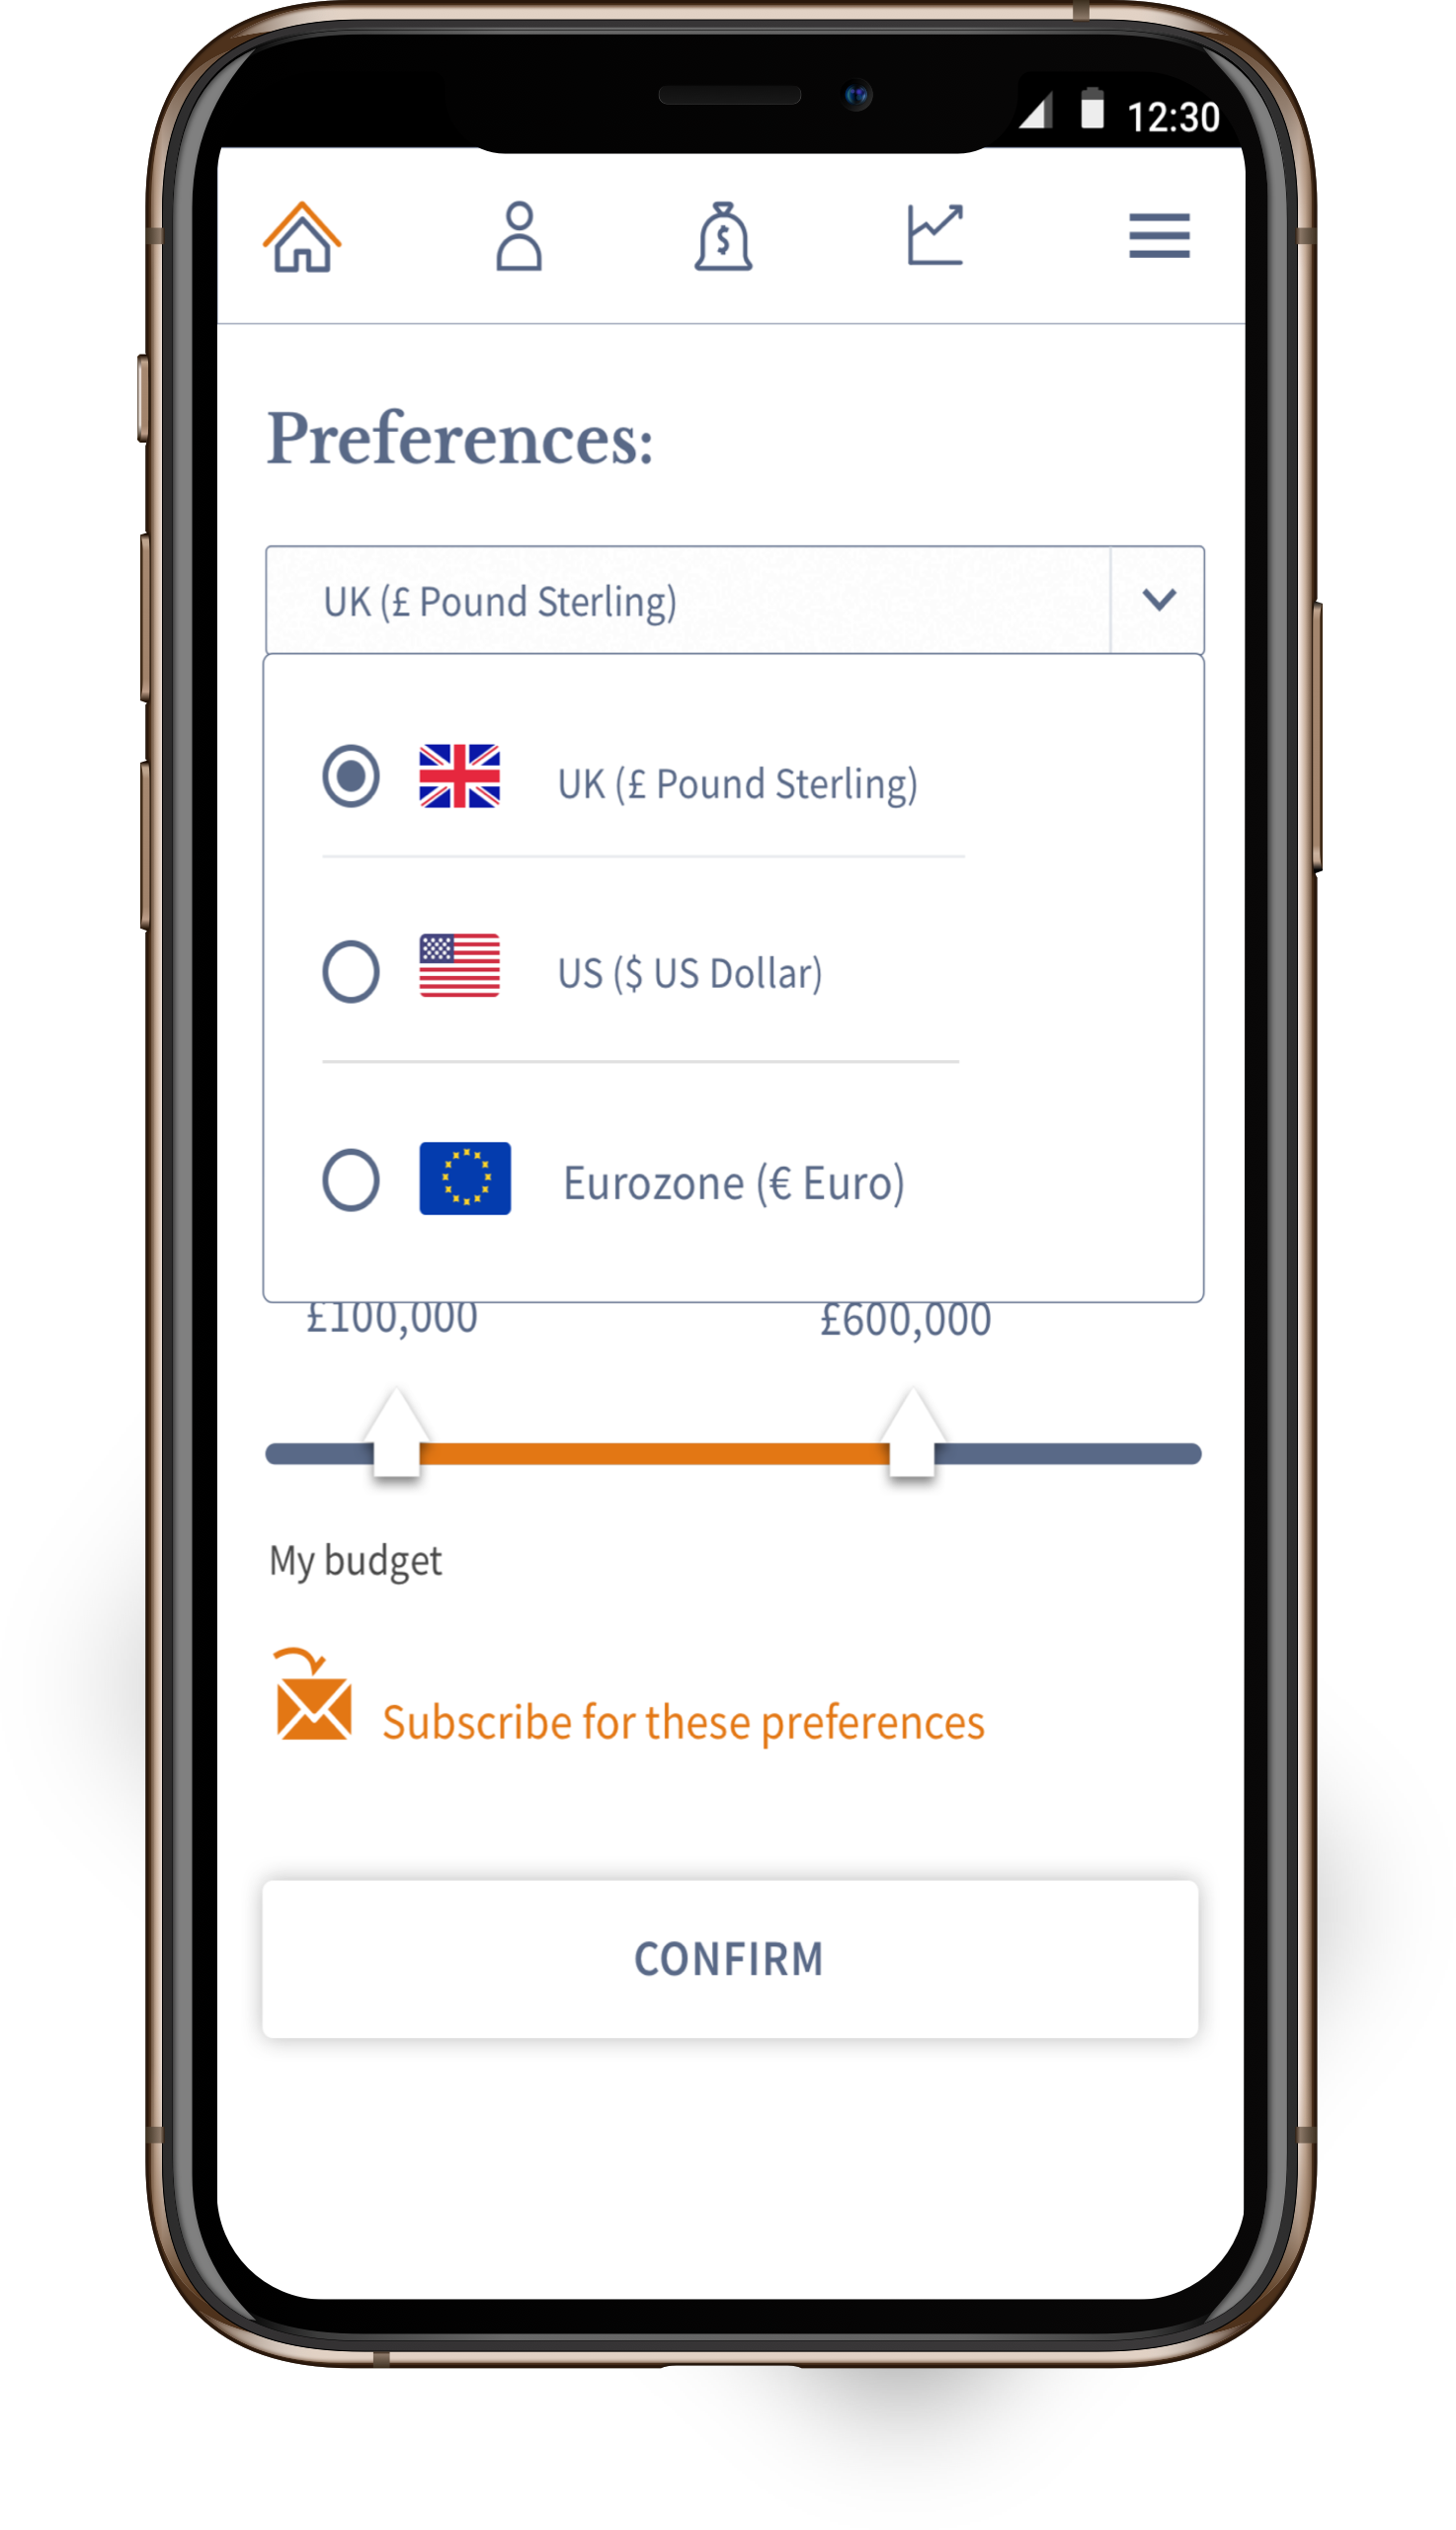 12:30
$
Preferences:
UK (£ Pound Sterling)
UK (£ Pound Sterling)
US ($ US Dollar)
Eurozone (€ Euro)
£100,000
£600,000
My budget
Subscribe for these preferences
CONFIRM